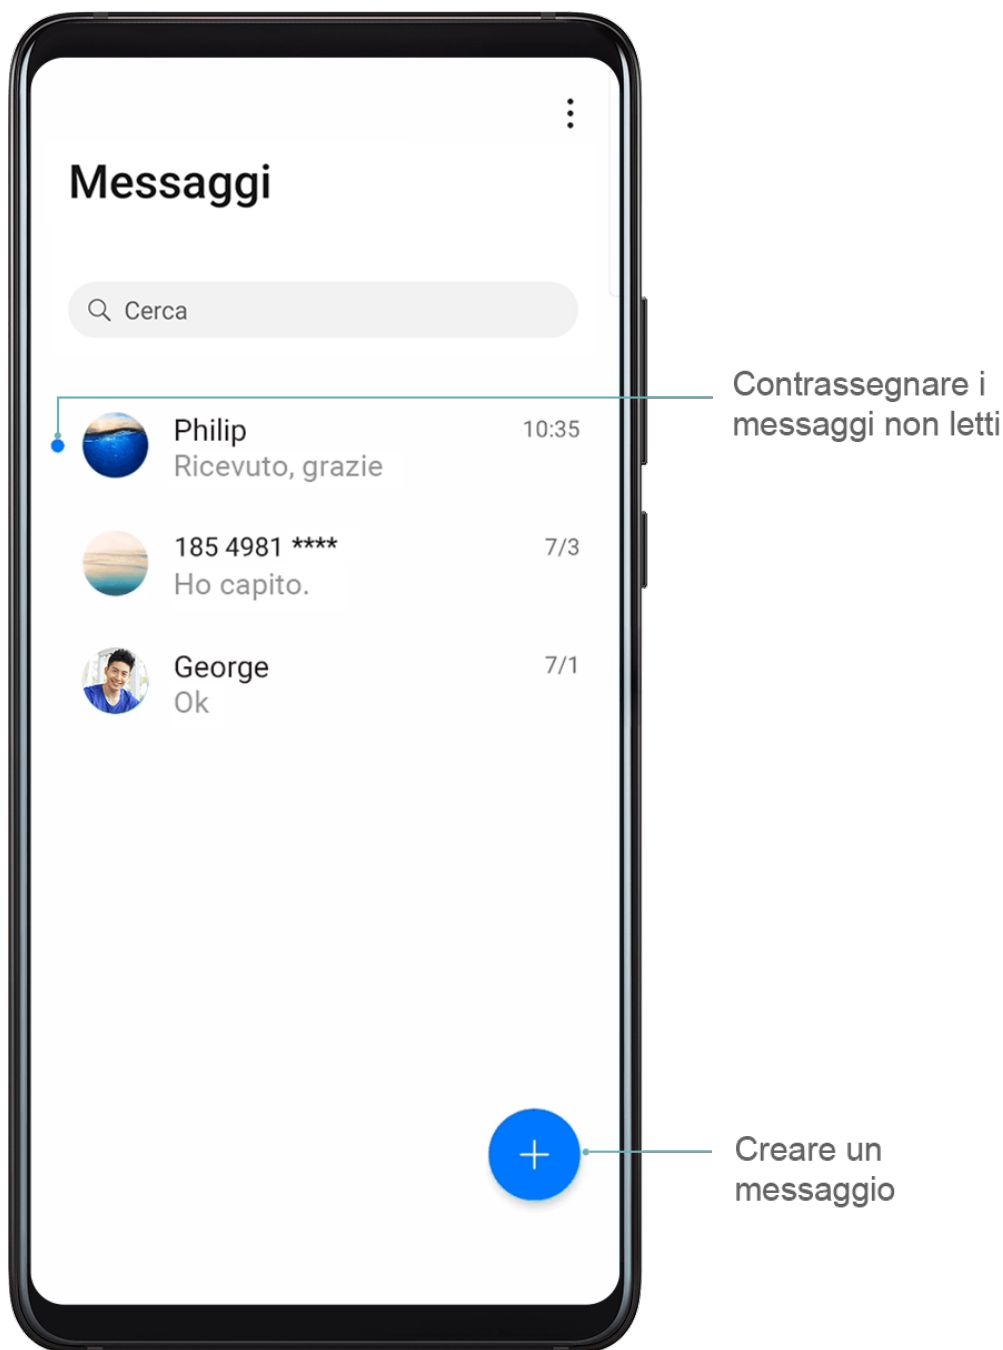 Messaggi
Cerca
Contrassegnare i
messaggi non letti
Philip 10:35
Ricevuto, grazie
185 4981 **** 7/3
Ho capito.
George 7/1
Ok
Creare un
messaggio